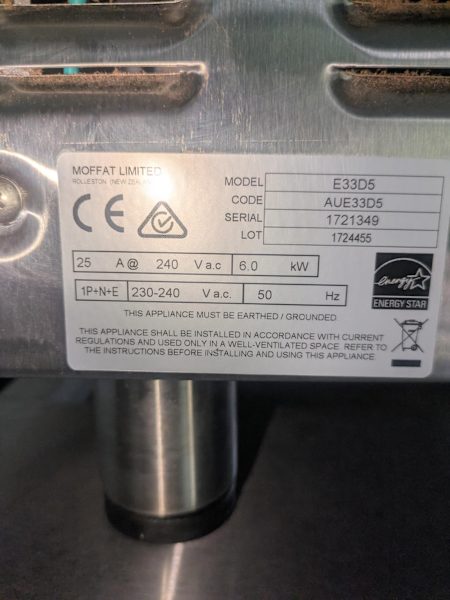 MOFFAT LIMITED
ROLLESTON (NEW ZEALAND)
MODEL E33D5
CODE AUE33D5
SERIAL 1721349
LOT 1724455
CE
25 A@ 240 V a.c 6.0 kW
1P+N+E 230-240 V a.c. 50 Hz
energy
ENERGY STAR
THIS APPLIANCE MUST BE EARTHED / GROUNDED.
THIS APPLIANCE SHALL BE INSTALLED IN ACCORDANCE WITH CURRENT
REGULATIONS AND USED ONLY IN A WELL-VENTILATED SPACE. REFER TO
THE INSTRUCTIONS BEFORE INSTALLING AND USING THIS APPLIANCE.